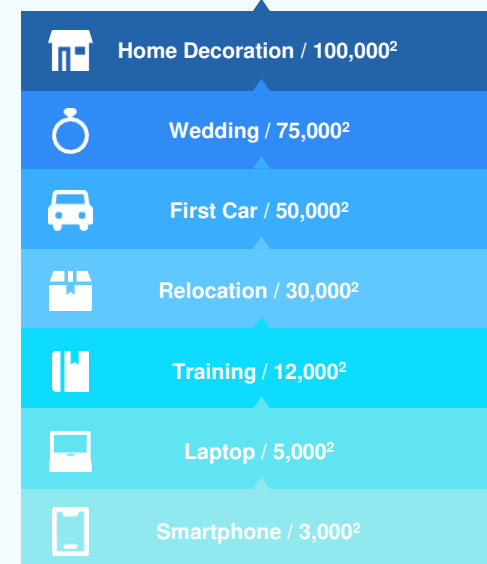 Home Decoration / 100,000²
Wedding / 75,000²
First Car / 50,000²
Relocation / 30,000²
Training / 12,000²
Laptop / 5,000²
Smartphone / 3,000²